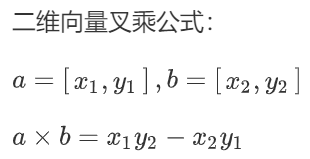 二维向量叉乘公式：
a = [ x₁, y₁ ] , b = [ x₂, y₂ ]
a × b = x₁y₂ − x₂y₁